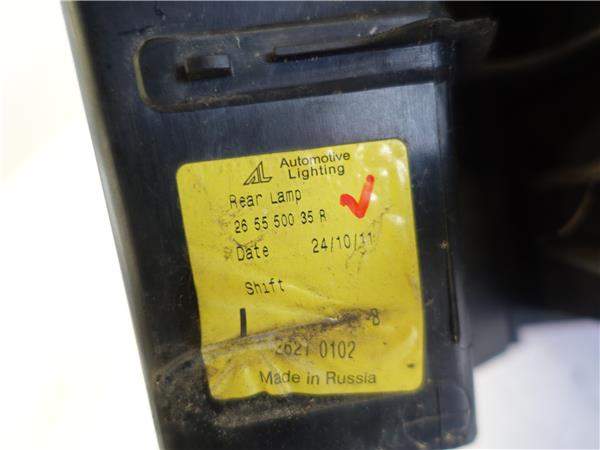 AL Automotive
Lighting
Rear Lamp
26 55 500 35 R
Date 24/10/11
Shift
8
2621 0102
Made in Russia